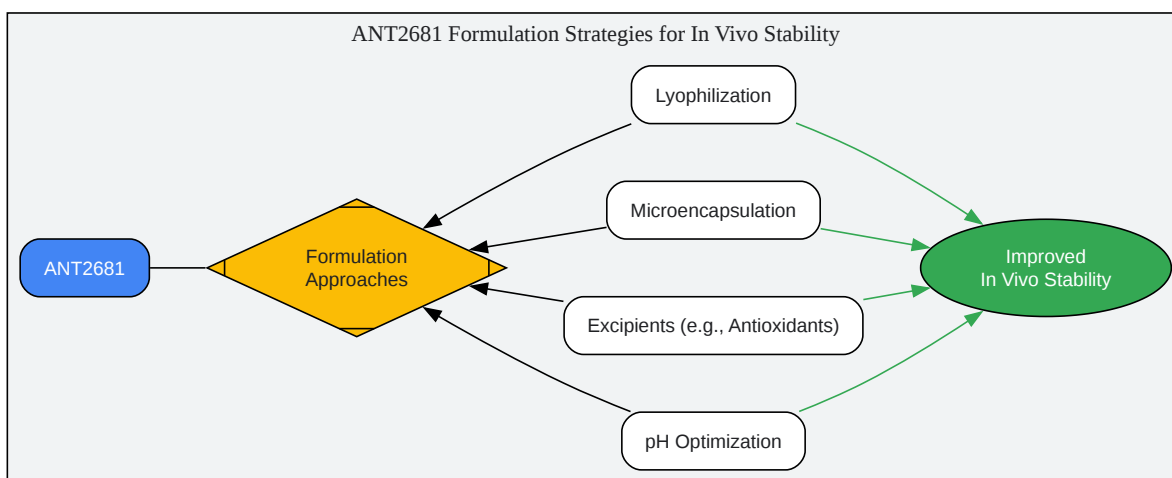 ANT2681 Formulation Strategies for In Vivo Stability
Lyophilization
Microencapsulation
ANT2681
Formulation
Approaches
Improved
In Vivo Stability
Excipients (e.g., Antioxidants)
pH Optimization